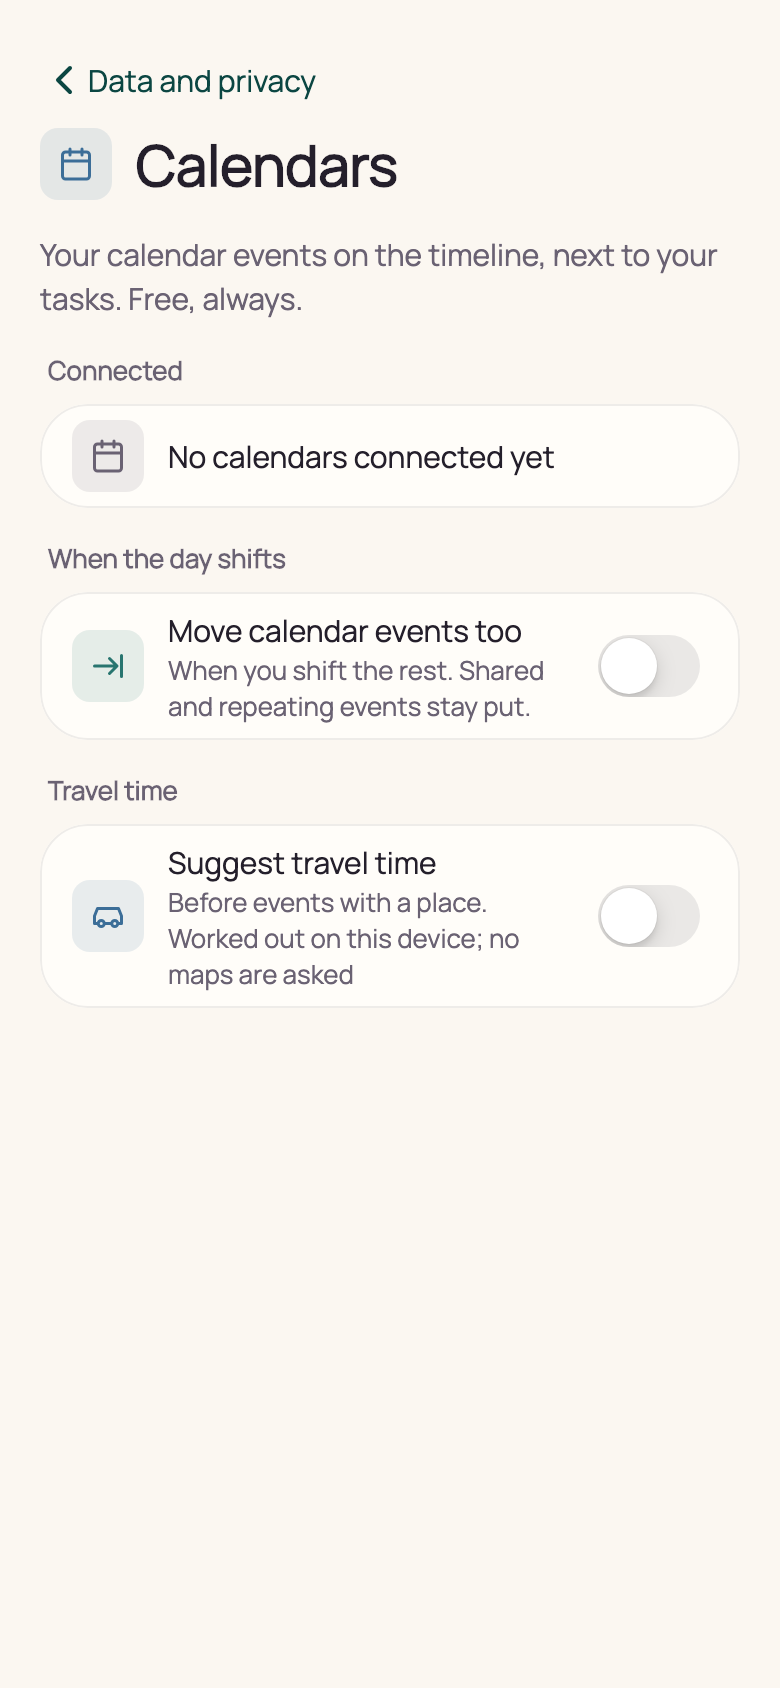 Data and privacy
Calendars
Your calendar events on the timeline, next to your
tasks. Free, always.
Connected
No calendars connected yet
When the day shifts
Move calendar events too
When you shift the rest. Shared
and repeating events stay put.
Travel time
Suggest travel time
Before events with a place.
Worked out on this device; no
maps are asked